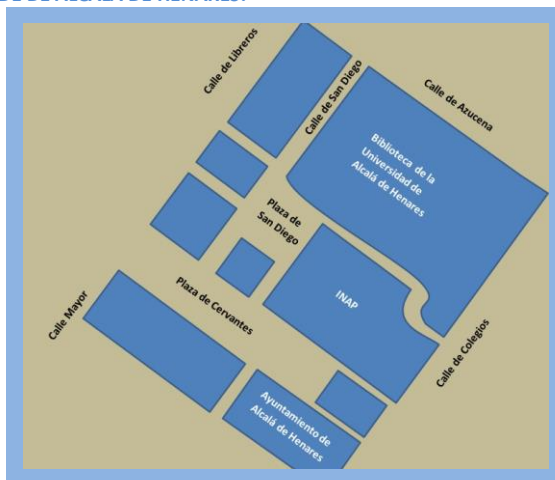 Calle de Libreros
Calle de San Diego
Calle de Azucena
Biblioteca de la
Universidad de
Alcalá de Henares
Plaza de
San Diego
INAP
Plaza de Cervantes
Calle Mayor
Calle de Colegios
Ayuntamiento de
Alcalá de Henares